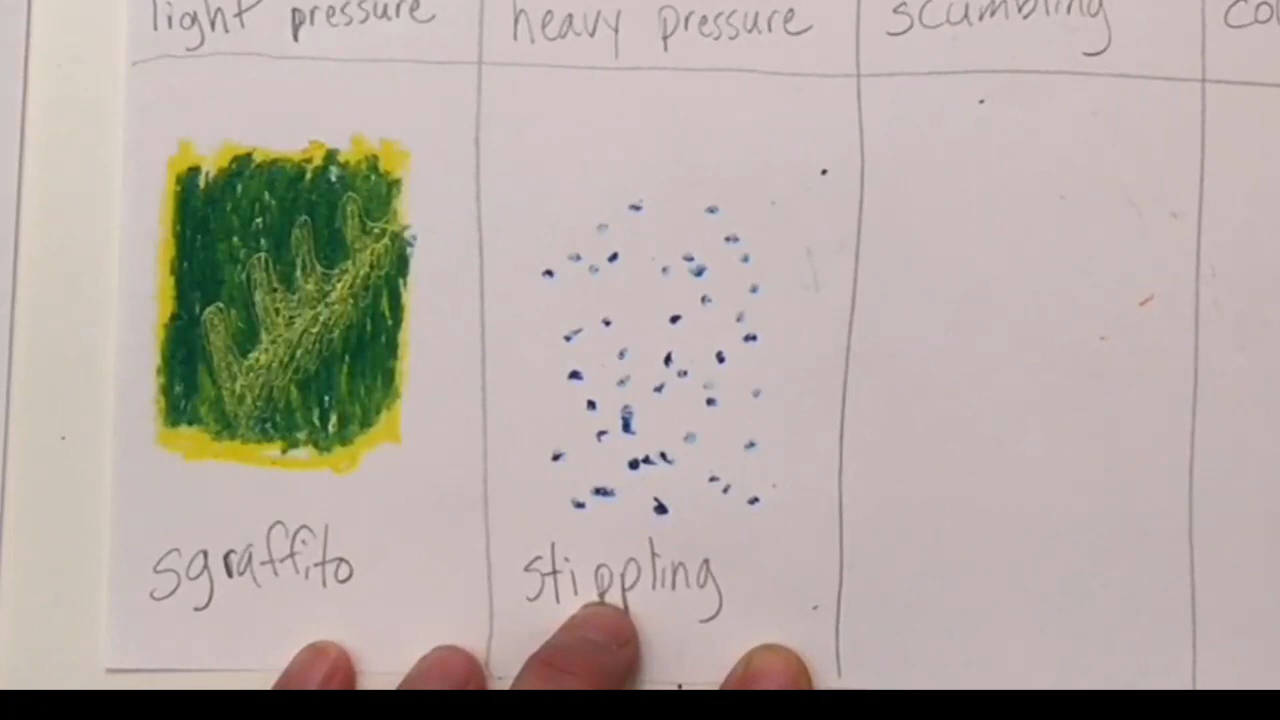 light pressure
heavy pressure
scumbling
sgraffito
stippling